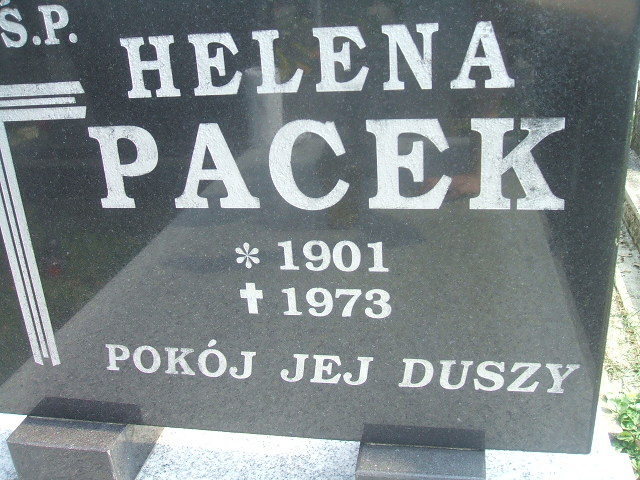 Ś.P.
HELENA
PACEK
* 1901
✝ 1973
POKÓJ JEJ DUSZY